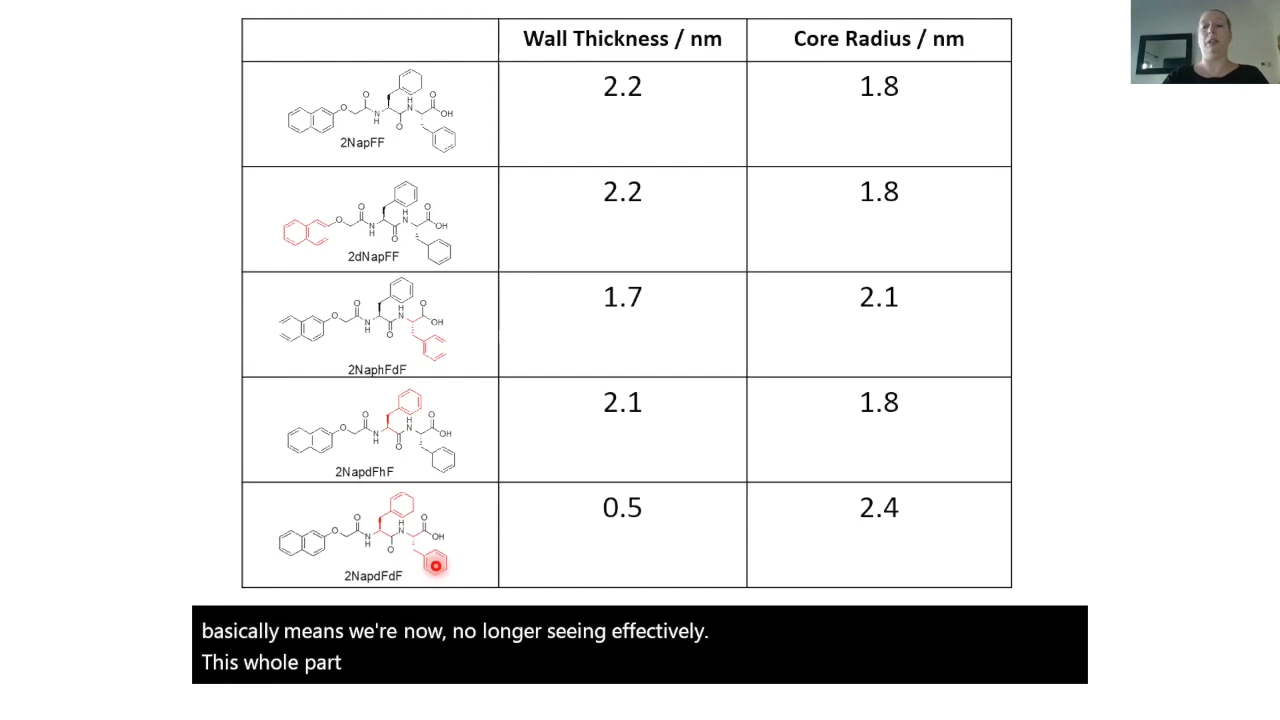 Wall Thickness / nm Core Radius / nm
2NapFF 2.2 1.8
2dNapFF 2.2 1.8
2NaphFdF 1.7 2.1
2NapdFhF 2.1 1.8
2NapdFdF 0.5 2.4
basically means we're now, no longer seeing effectively.
This whole part